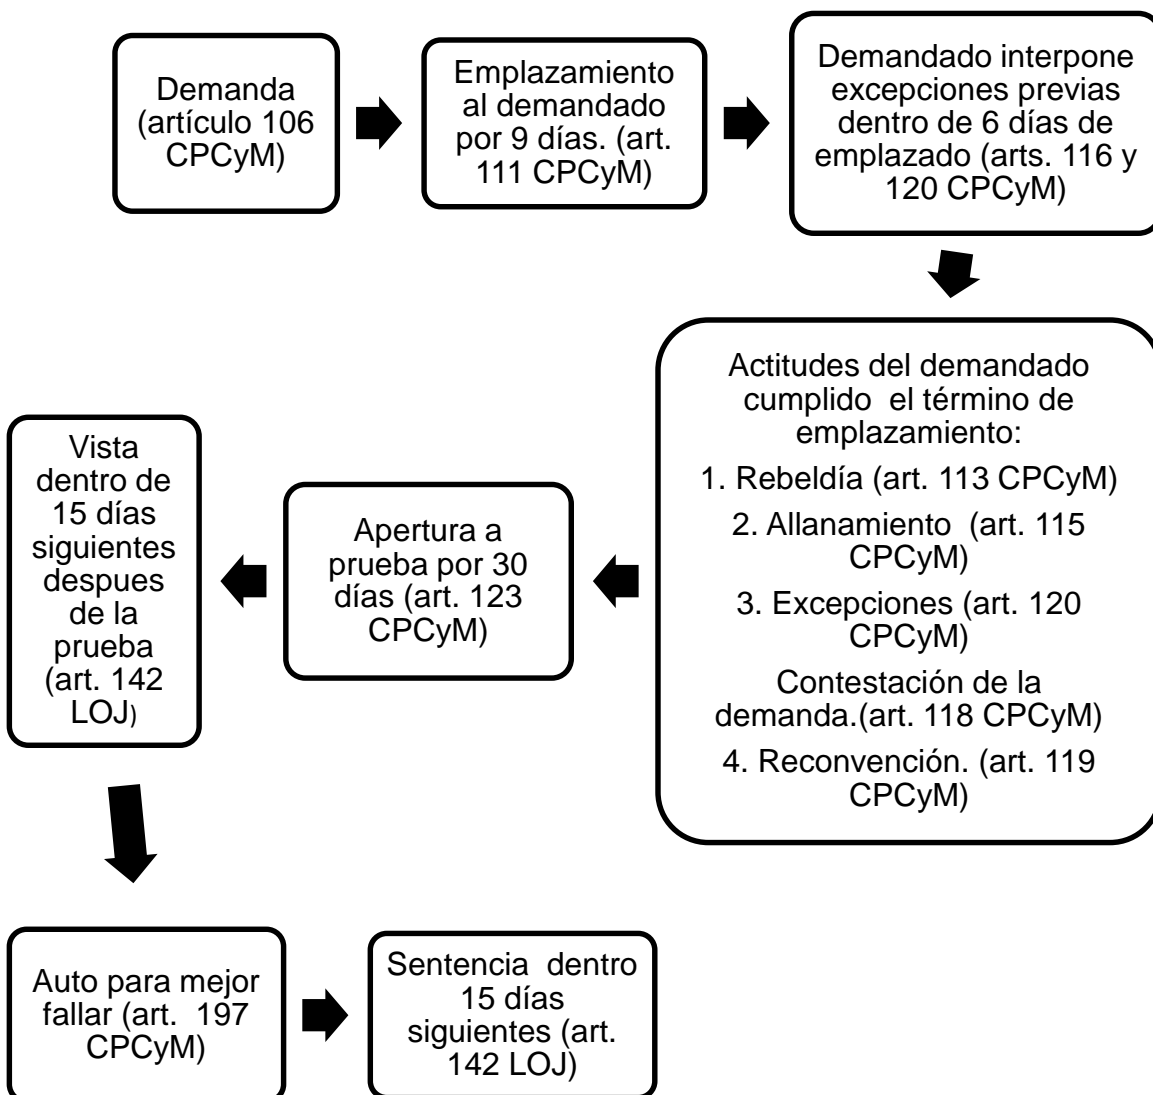 Demanda
(artículo 106
CPCyM)
Emplazamiento
al demandado
por 9 días. (art.
111 CPCyM)
Demandado interpone
excepciones previas
dentro de 6 días de
emplazado (arts. 116 y
120 CPCyM)
Actitudes del demandado
cumplido el término de
emplazamiento:
1. Rebeldía (art. 113 CPCyM)
2. Allanamiento (art. 115
CPCyM)
3. Excepciones (art. 120
CPCyM)
Contestación de la
demanda.(art. 118 CPCyM)
4. Reconvención. (art. 119
CPCyM)
Apertura a
prueba por 30
días (art. 123
CPCyM)
Vista
dentro de
15 días
siguientes
despues
de la
prueba
(art. 142
LOJ)
Auto para mejor
fallar (art. 197
CPCyM)
Sentencia dentro
15 días
siguientes (art.
142 LOJ)